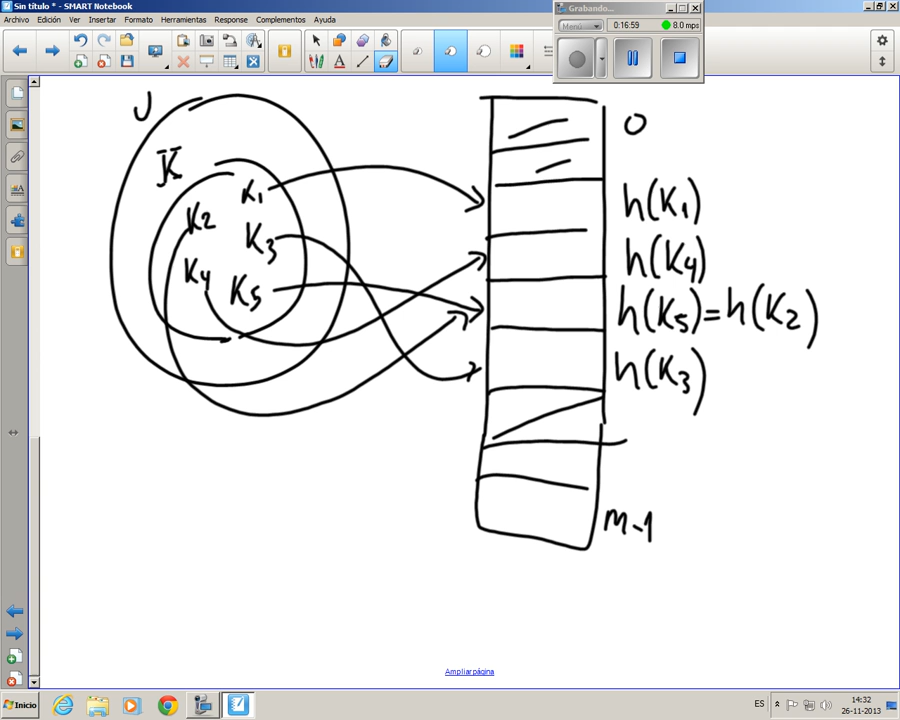 Sin título * - SMART Notebook
Grabando...
Archivo Edición Ver Insertar Formato Herramientas Response Complementos Ayuda
Menú 0:16:59 8.0 mps
U
K
K1
K2
K3
K4
K5
0
h(K1)
h(K4)
h(K5)=h(K2)
h(K3)
m-1
Ampliar página
Inicio
ES
14:32
26-11-2013